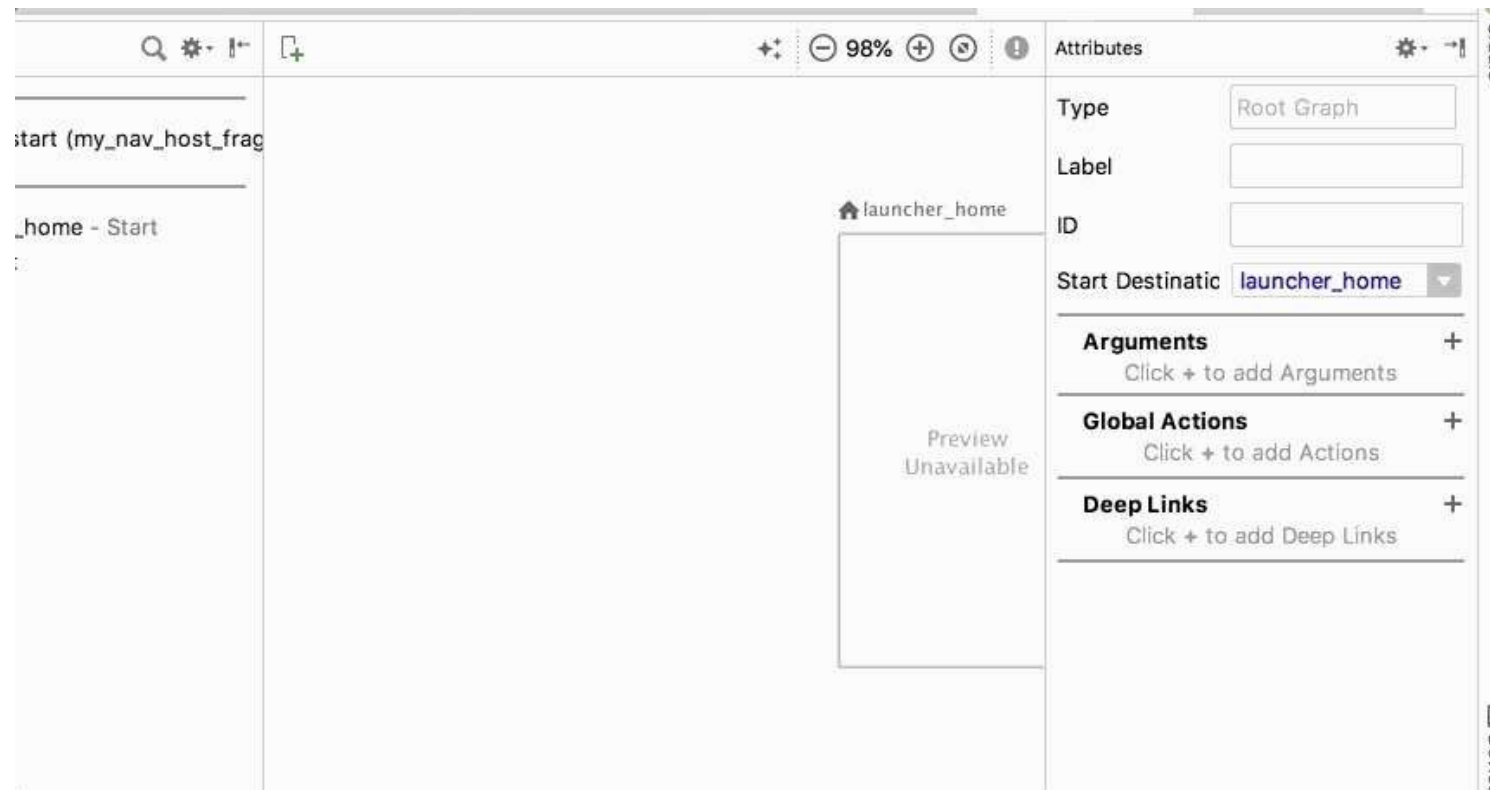 98%
Attributes
start (my_nav_host_frag
_home - Start
launcher_home
Preview
Unavailable
Type
Root Graph
Label
ID
Start Destinatic
launcher_home
Arguments
Click + to add Arguments
Global Actions
Click + to add Actions
Deep Links
Click + to add Deep Links